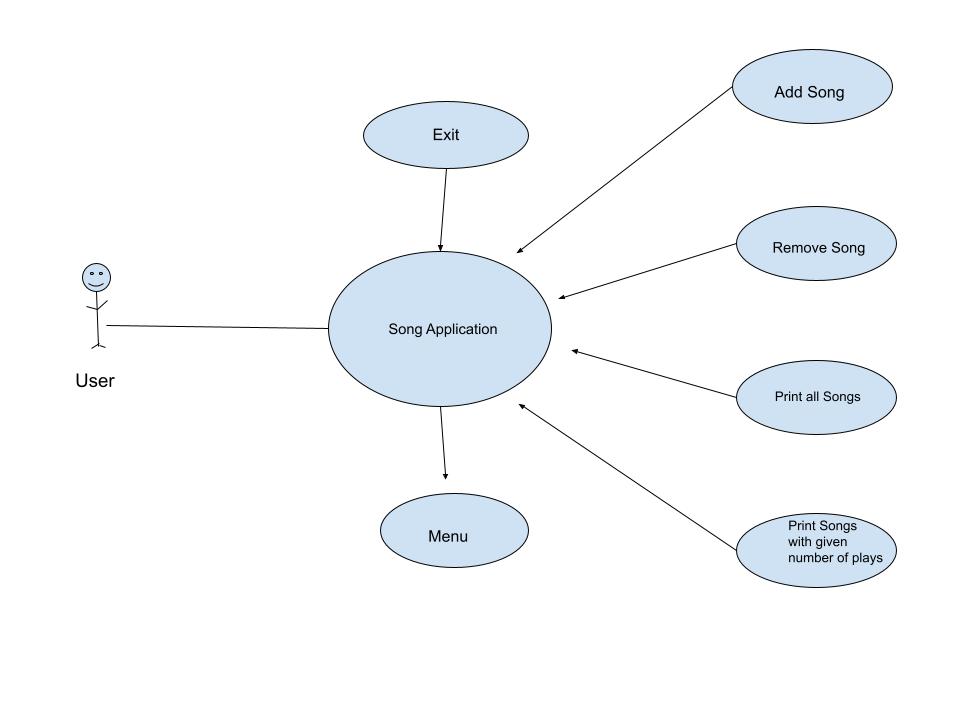 Add Song
Exit
Remove Song
Song Application
User
Print all Songs
Menu
Print Songs
with given
number of plays